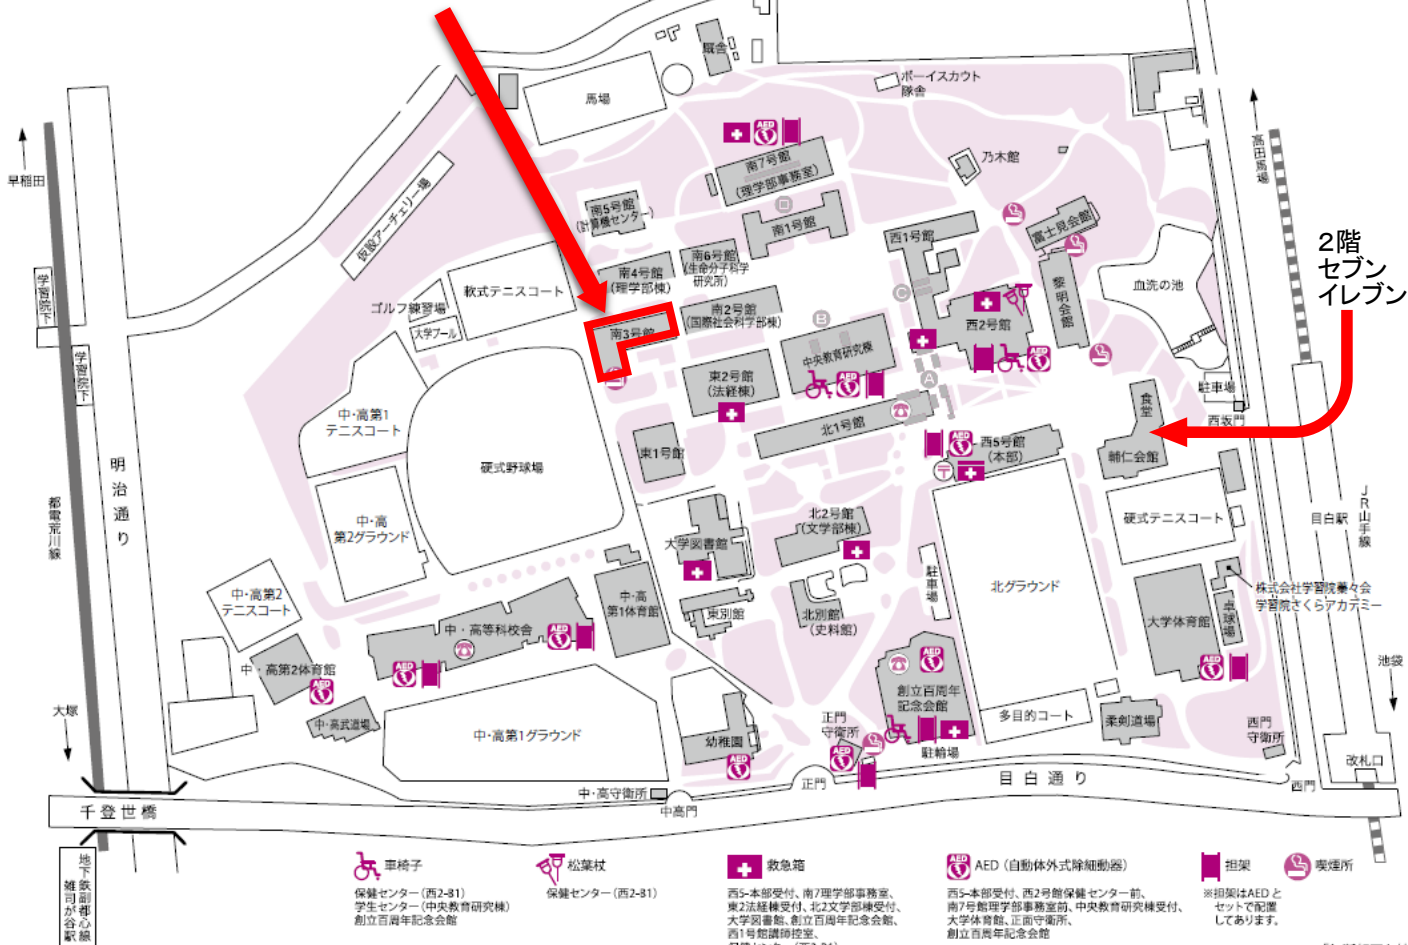 厩舎
馬場
ボーイスカウト
隊舎
早稲田
高田馬場
仮設アーチェリー場
南7号館
(理学部事務室)
乃木館
南5号館
(計算機センター)
南1号館
西1号館
富士見会館
2階
セブン
イレブン
南6号館
(生命分子科学
研究所)
南4号館
(理学部棟)
軟式テニスコート
学習院下
ゴルフ練習場
大学プール
血洗の池
黎明会館
C
南2号館
(国際社会科学部棟)
南3号館
B
西2号館
学習院下
中央教育研究棟
東2号館
(法経棟)
A
駐車場
食堂
西坂門
中・高第1
テニスコート
北1号館
西5号館
(本部)
東1号館
輔仁会館
明治通り
硬式野球場
都電荒川線
中・高
第2グラウンド
北2号館
(文学部棟)
硬式テニスコート
目白駅
JR山手線
大学図書館
駐車場
北グラウンド
株式会社学習院蓁々会
学習院さくらアカデミー
中・高第2
テニスコート
中・高
第1体育館
東別館
北別館
(史料館)
大学体育館
卓球場
中・高等科校舎
中・高第2体育館
池袋
創立百周年
記念会館
大塚
中・高武道場
中・高第1グラウンド
幼稚園
正門
守衛所
多目的コート
柔剣道場
西門
守衛所
駐輪場
改札口
中・高守衛所
正門
目白通り
西門
千登世橋
中高門
地下鉄副都心線
雑司が谷駅
車椅子
保健センター(西2-81)
学生センター(中央教育研究棟)
創立百周年記念会館
松葉杖
保健センター(西2-81)
救急箱
西5-本部受付、南7理学部事務室、
東2法経棟受付、北2文学部棟受付、
大学図書館、創立百周年記念会館、
西1号館講師控室、
AED AED(自動体外式除細動器)
西5-本部受付、西2号館保健センター前、
南7号館理学部事務室前、中央教育研究棟受付、
大学体育館、正面守衛所、
創立百周年記念会館
担架
※担架はAEDと
セットで配置
してあります。
喫煙所